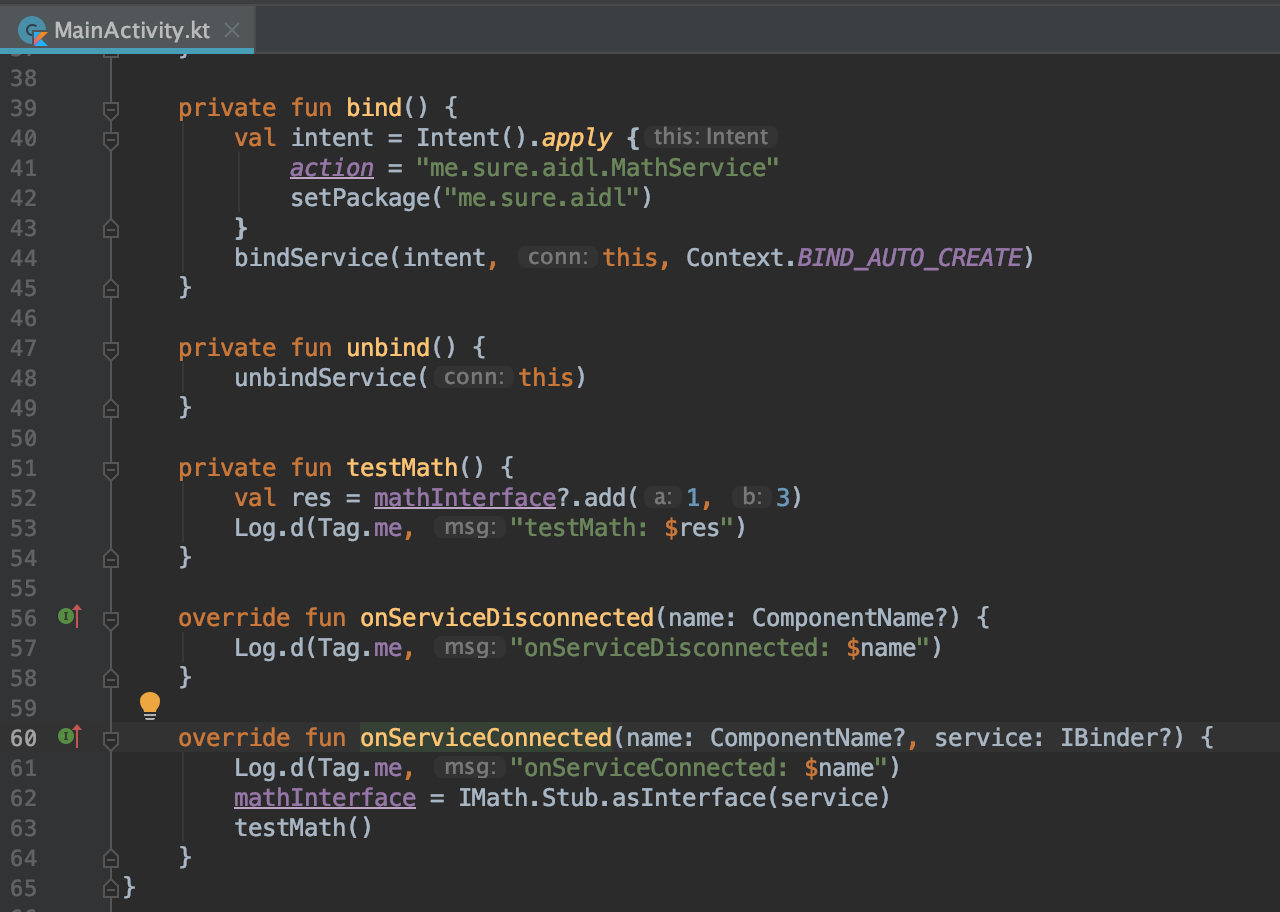 MainActivity.kt
38
39 private fun bind() {
40 val intent = Intent().apply { this: Intent
41 action = "me.sure.aidl.MathService"
42 setPackage("me.sure.aidl")
43 }
44 bindService(intent, conn: this, Context.BIND_AUTO_CREATE)
45 }
46
47 private fun unbind() {
48 unbindService( conn: this)
49 }
50
51 private fun testMath() {
52 val res = mathInterface?.add( a: 1, b: 3)
53 Log.d(Tag.me, msg: "testMath: $res")
54 }
55
56 override fun onServiceDisconnected(name: ComponentName?) {
57 Log.d(Tag.me, msg: "onServiceDisconnected: $name")
58 }
59
60 override fun onServiceConnected(name: ComponentName?, service: IBinder?) {
61 Log.d(Tag.me, msg: "onServiceConnected: $name")
62 mathInterface = IMath.Stub.asInterface(service)
63 testMath()
64 }
65 }